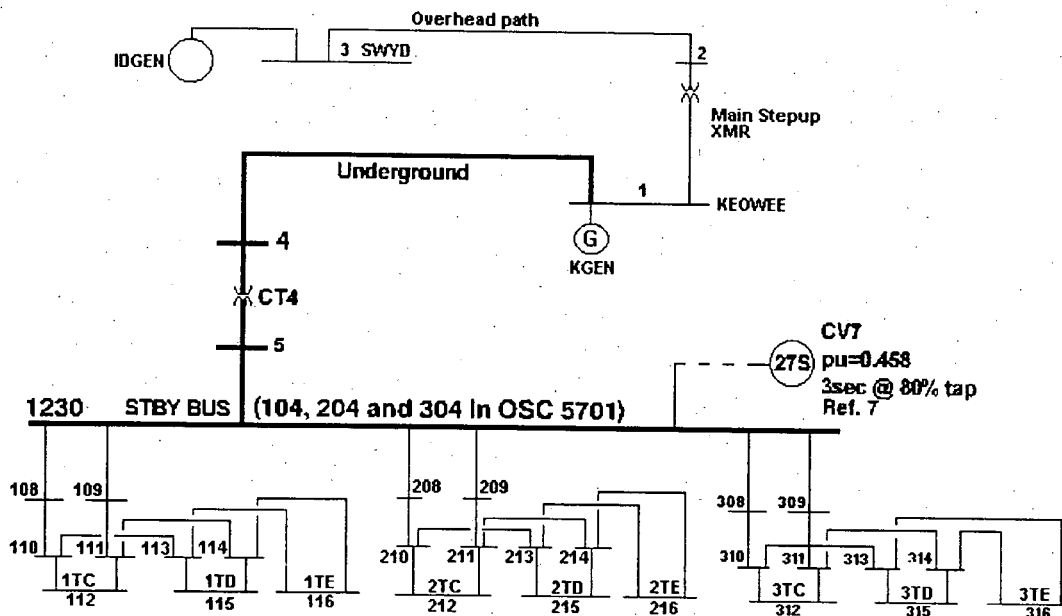 Overhead path
IDGEN
3 SWYD
2
Main Stepup
XMR
Underground
1
KEOWEE
G
KGEN
4
CT4
5
CV7
27S
pu=0.458
3sec @ 80% tap
Ref. 7
1230 STBY BUS (104, 204 and 304 in OSC 5701)
108 109 208 209 308 309
110 111 113 114 210 211 213 214 310 311 313 314
1TC 1TD 1TE 2TC 2TD 2TE 3TC 3TD 3TE
112 115 116 212 215 216 312 315 316